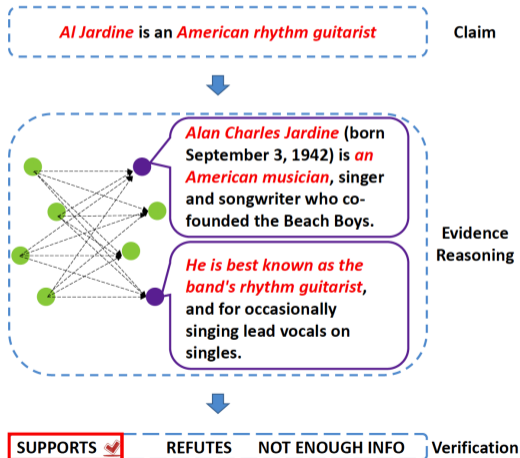 Al Jardine is an American rhythm guitarist
Claim
Alan Charles Jardine (born
September 3, 1942) is an
American musician, singer
and songwriter who co-
founded the Beach Boys.
Evidence
Reasoning
He is best known as the
band's rhythm guitarist,
and for occasionally
singing lead vocals on
singles.
SUPPORTS REFUTES NOT ENOUGH INFO Verification